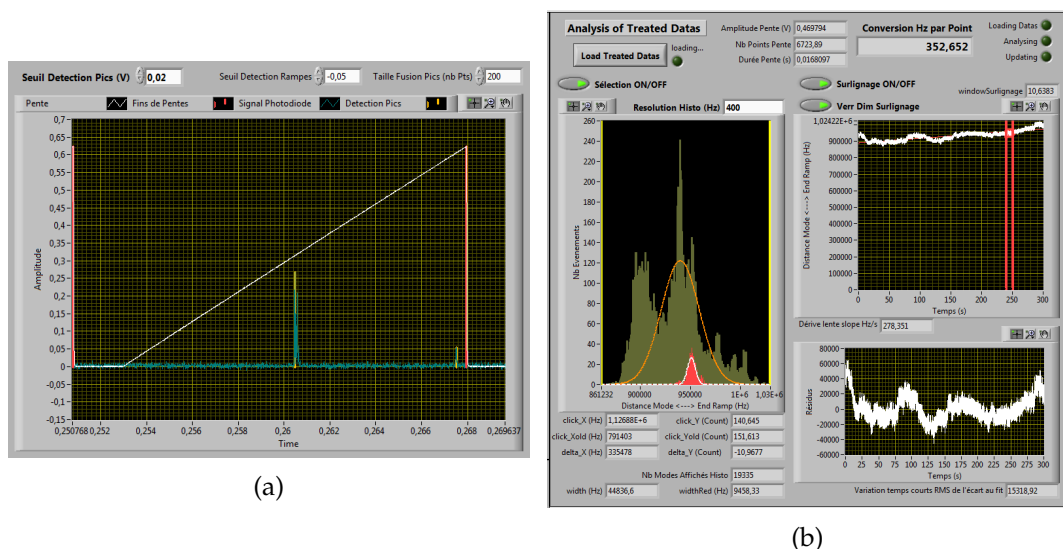 Seuil Detection Pics (V) 0,02 Seuil Detection Rampes -0,05 Taille Fusion Pics (nb Pts) 200
Pente Fins de Pentes Signal Photodiode Detection Pics
Amplitude
0,7
0,65
0,6
0,55
0,5
0,45
0,4
0,35
0,3
0,25
0,2
0,15
0,1
0,05
0
-0,05
-0,1
-0,15
0,250768 0,252 0,254 0,256 0,258 0,26 0,262 0,264 0,266 0,268 0,269637
Time
(a)
Analysis of Treated Datas
Load Treated Datas
loading...
Amplitude Pente (V) 0,469794
Nb Points Pente 6723,89
Durée Pente (s) 0,0168097
Conversion Hz par Point
352,652
Loading Datas
Analysing
Updating
Sélection ON/OFF
Resolution Histo (Hz) 400
Nb Evenements
260
240
220
200
180
160
140
120
100
80
60
40
20
0
861232 900000 950000 1E+6 1,03E+6
Distance Mode <----> End Ramp (Hz)
click_X (Hz) 1,12688E+6 click_Y (Count) 140,645
click_Xold (Hz) 791403 click_Yold (Count) 151,613
delta_X (Hz) 335478 delta_Y (Count) -10,9677
Nb Modes Affichés Histo 19335
width (Hz) 44836,6 widthRed (Hz) 9458,33
Surlignage ON/OFF
windowSurlignage 10,6383
Verr Dim Surlignage
Distance Mode <----> End Ramp (Hz)
1,02422E+6
900000
800000
700000
600000
500000
400000
300000
200000
100000
0
0 50 100 150 200 250 300
Temps (s)
Dérive lente slope Hz/s 278,351
Résidus
80000
60000
40000
20000
0
-20000
-40000
-60000
0 25 50 75 100 125 150 175 200 225 250 275 300
Temps (s)
Variation temps courts RMS de l'écart au fit 15318,92
(b)